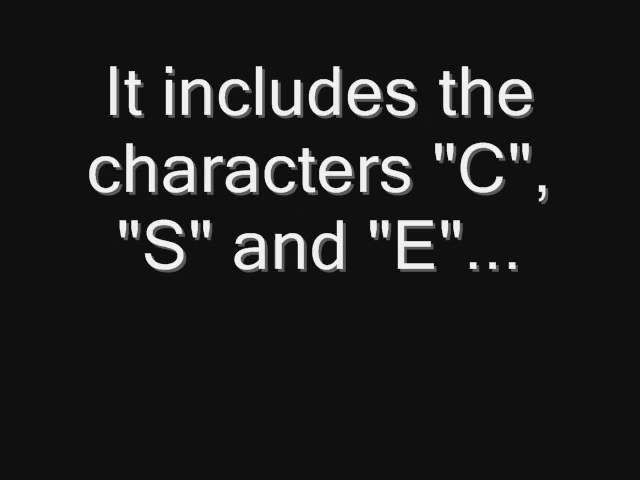 It includes the
characters "C",
"S" and "E"...